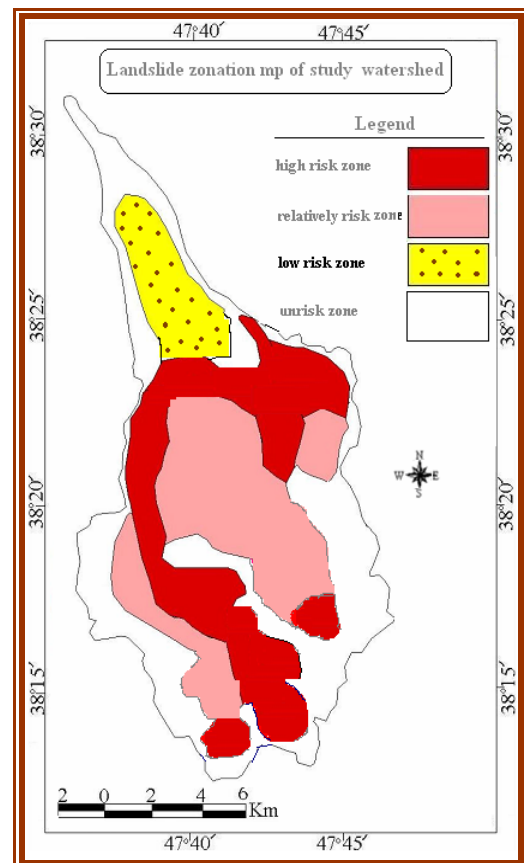 47°40′ 47°45′
Landslide zonation mp of study watershed
Legend
high risk zone
relatively risk zone
low risk zone
unrisk zone
38°30′ 38°30′
38°25′ 38°25′
38°20′ 38°20′
38°15′ 38°15′
N
W E
S
2 0 2 4 6
Km
47°40′ 47°45′